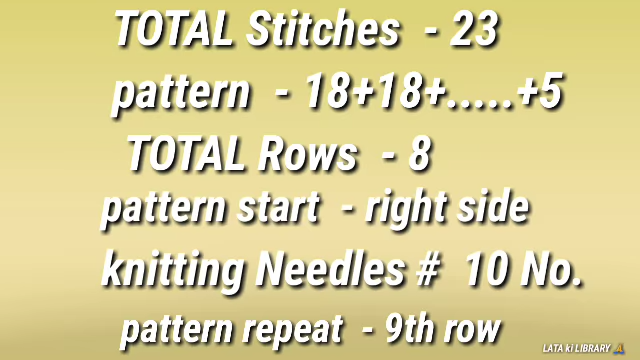 TOTAL Stitches - 23
pattern - 18+18+.....+5
TOTAL Rows - 8
pattern start - right side
knitting Needles # 10 No.
pattern repeat - 9th row
LATA ki LIBRARY 🙏